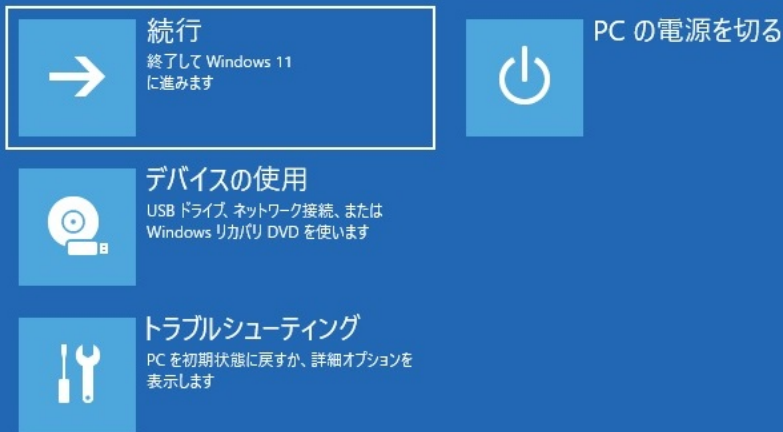 続行
終了して Windows 11
に進みます
PC の電源を切る
デバイスの使用
USB ドライブ、ネットワーク接続、または
Windows リカバリ DVD を使います
トラブルシューティング
PC を初期状態に戻すか、詳細オプションを
表示します